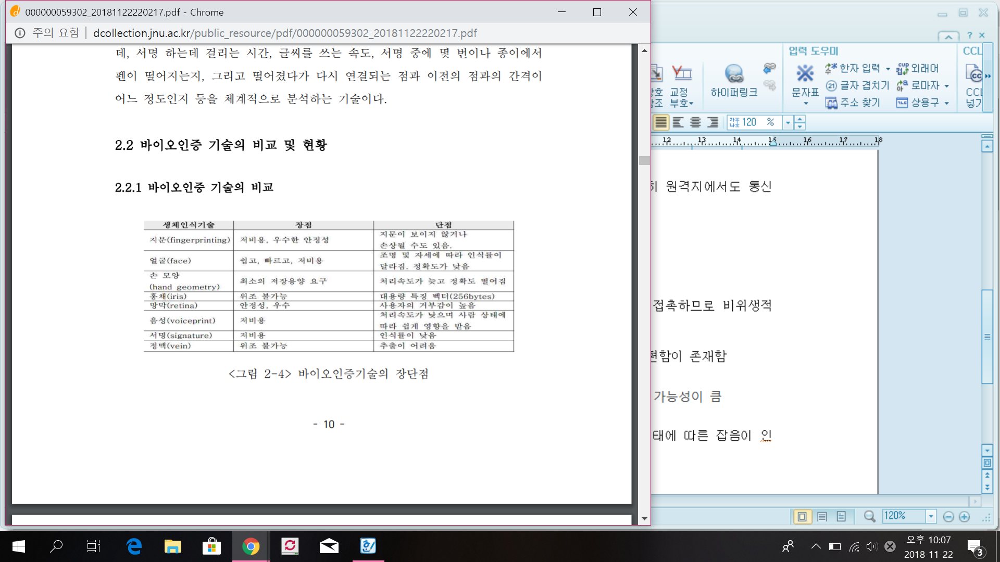 000000059302_20181122220217.pdf - Chrome
주의 요함 | dcollection.jnu.ac.kr/public_resource/pdf/000000059302_20181122220217.pdf
데, 서명 하는데 걸리는 시간, 글씨를 쓰는 속도, 서명 중에 몇 번이나 종이에서
펜이 떨어지는지, 그리고 떨어졌다가 다시 연결되는 점과 이전의 점과의 간격이
어느 정도인지 등을 체계적으로 분석하는 기술이다.
2.2 바이오인증 기술의 비교 및 현황
2.2.1 바이오인증 기술의 비교
생체인식기술 장점 단점
지문(fingerprinting) 저비용, 우수한 안정성 지문이 보이지 않거나
손상될 수도 있음.
얼굴(face) 쉽고, 빠르고, 저비용 조명 및 자세에 따라 인식률이
달라짐. 정확도가 낮음
손 모양
(hand geometry) 최소의 저장용양 요구 처리속도가 늦고 정확도 떨어짐
홍채(iris) 위조 불가능 대용량 특징 벡터(256bytes)
망막(retina) 안정성, 우수 사용자의 거부감이 높음
음성(voiceprint) 저비용 처리속도가 낮으며 사람 상태에
따라 쉽게 영향을 받음
서명(signature) 저비용 인식률이 낮음
정맥(vein) 위조 불가능 추출이 어려움
<그림 2-4> 바이오인증기술의 장단점
- 10 -
입력 도우미
CCL
교정
부호
하이퍼링크
문자표
한자 입력
외래어
글자 겹치기
로마자
주소 찾기
상용구
CCL
넣기
120 %
12 13 14 15 16 17 18
히 원격지에서도 통신
접촉하므로 비위생적
편함이 존재함
가능성이 큼
태에 따른 잡음이 인
120%
오후 10:07
2018-11-22
3